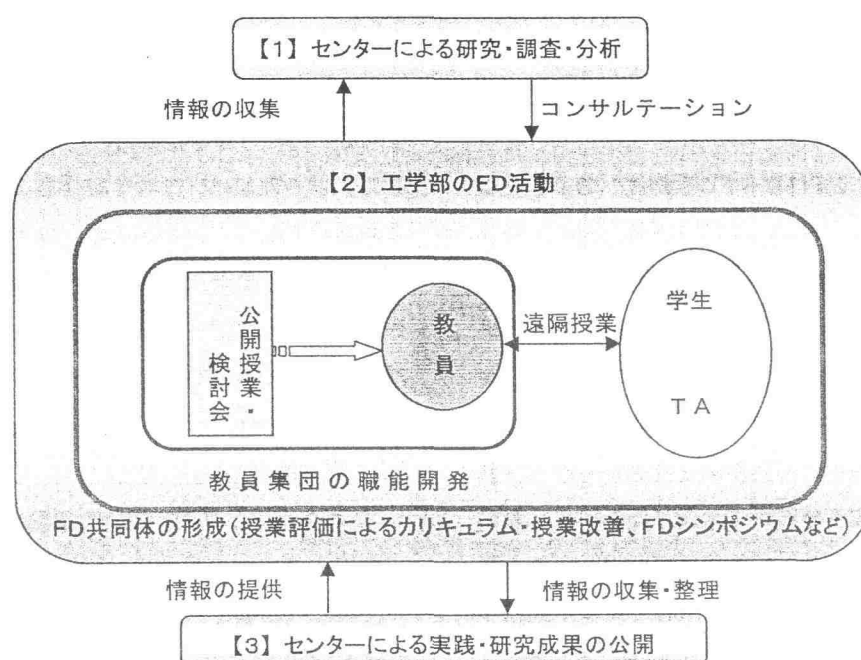 【1】 センターによる研究・調査・分析
情報の収集
コンサルテーション
【2】 工学部のFD活動
公開授業・
検討会
教員
遠隔授業
学生
TA
教員集団の職能開発
FD共同体の形成(授業評価によるカリキュラム・授業改善、FDシンポジウムなど)
情報の提供
情報の収集・整理
【3】 センターによる実践・研究成果の公開